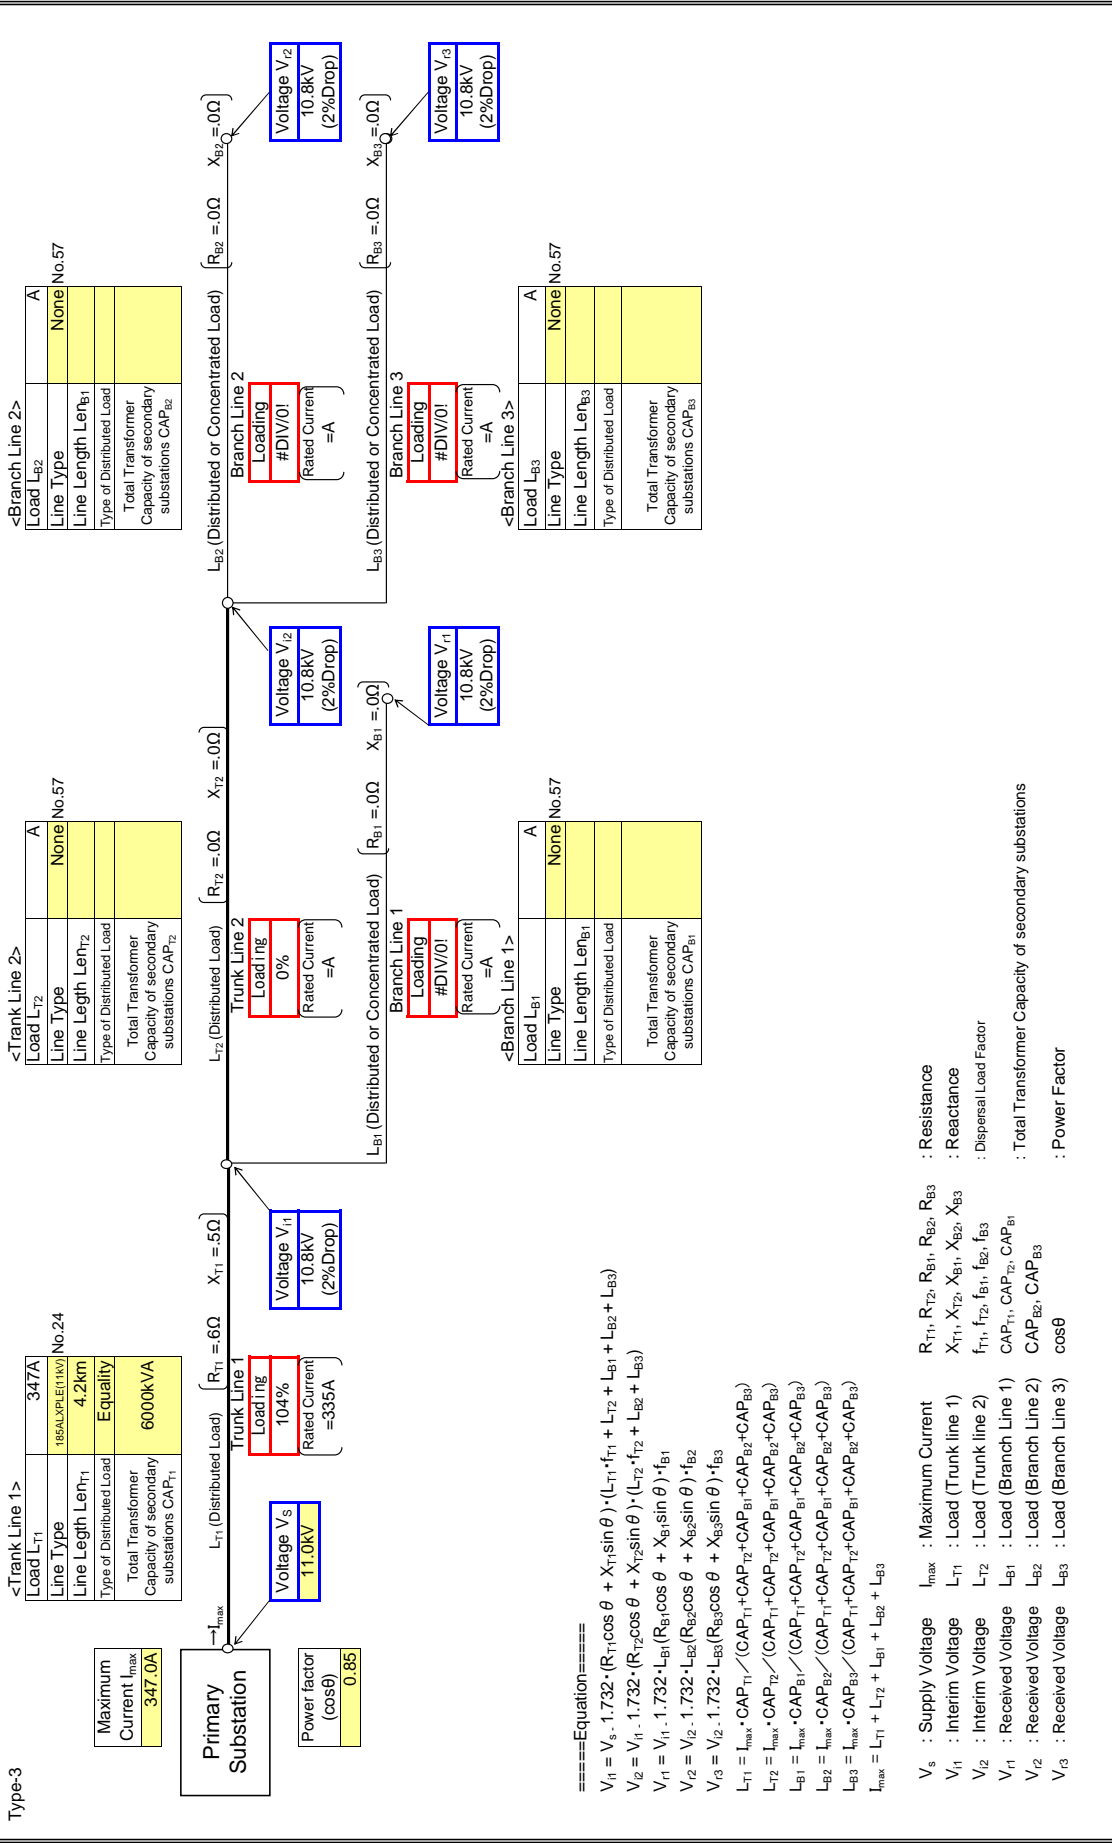 Type-3
Maximum
Current Imax
347.0A
Primary
Substation
Power factor
(cosθ)
0.85
→Imax
Voltage VS
11.0kV
<Trank Line 1>
Load LT1 347A
Line Type 185ALXPLE(11kV) No.24
Line Legth LenT1 4.2km
Type of Distributed Load Equality
Total Transformer
Capacity of secondary
substations CAPT1
6000kVA
LT1 (Distributed Load)
RT1 =.6Ω XT1 =.5Ω
Trunk Line 1
Loading
104%
Rated Current
=335A
Voltage Vi1
10.8kV
(2%Drop)
<Trank Line 2>
Load LT2 A
Line Type None No.57
Line Length LenT2
Type of Distributed Load
Total Transformer
Capacity of secondary
substations CAPT2
LT2 (Distributed Load)
RT2 =.0Ω XT2 =.0Ω
Trunk Line 2
Loading
0%
Rated Current
=A
Voltage Vi2
10.8kV
(2%Drop)
LB1 (Distributed or Concentrated Load)
RB1 =.0Ω XB1 =.0Ω
Branch Line 1
Loading
#DIV/0!
Rated Current
=A
Voltage Vr1
10.8kV
(2%Drop)
<Branch Line 1>
Load LB1 A
Line Type None No.57
Line Length LenB1
Type of Distributed Load
Total Transformer
Capacity of secondary
substations CAPB1
<Branch Line 2>
Load LB2 A
Line Type None No.57
Line Length LenB1
Type of Distributed Load
Total Transformer
Capacity of secondary
substations CAPB2
LB2 (Distributed or Concentrated Load)
RB2 =.0Ω XB2 =.0Ω
Branch Line 2
Loading
#DIV/0!
Rated Current
=A
Voltage Vr2
10.8kV
(2%Drop)
LB3 (Distributed or Concentrated Load)
RB3 =.0Ω XB3 =.0Ω
Branch Line 3
Loading
#DIV/0!
Rated Current
=A
Voltage Vr3
10.8kV
(2%Drop)
<Branch Line 3>
Load LB3 A
Line Type None No.57
Line Length LenB3
Type of Distributed Load
Total Transformer
Capacity of secondary
substations CAPB3
=====Equation=====
Vi1 = Vs - 1.732・(RT1cos θ + XT1sin θ)・(LT1・fT1 + LT2 + LB1 + LB2 + LB3)
Vi2 = Vi1 - 1.732・(RT2cos θ + XT2sin θ)・(LT2・fT2 + LB2 + LB3)
Vr1 = Vi1 - 1.732・LB1(RB1cos θ + XB1sin θ)・fB1
Vr2 = Vi2 - 1.732・LB2(RB2cos θ + XB2sin θ)・fB2
Vr3 = Vi2 - 1.732・LB3(RB3cos θ + XB3sin θ)・fB3
LT1 = Imax・CAPT1／(CAPT1+CAPT2+CAPB1+CAPB2+CAPB3)
LT2 = Imax・CAPT2／(CAPT1+CAPT2+CAPB1+CAPB2+CAPB3)
LB1 = Imax・CAPB1／(CAPT1+CAPT2+CAPB1+CAPB2+CAPB3)
LB2 = Imax・CAPB2／(CAPT1+CAPT2+CAPB1+CAPB2+CAPB3)
LB3 = Imax・CAPB3／(CAPT1+CAPT2+CAPB1+CAPB2+CAPB3)
Imax = LT1 + LT2 + LB1 + LB2 + LB3
Vs : Supply Voltage Imax : Maximum Current RT1, RT2, RB1, RB2, RB3 : Resistance
Vi1 : Interim Voltage LT1 : Load (Trunk line 1) XT1, XT2, XB1, XB2, XB3 : Reactance
Vi2 : Interim Voltage LT2 : Load (Trunk line 2) fT1, fT2, fB1, fB2, fB3 : Dispersal Load Factor
Vr1 : Received Voltage LB1 : Load (Branch Line 1) CAPT1, CAPT2, CAPB1 : Total Transformer Capacity of secondary substations
Vr2 : Received Voltage LB2 : Load (Branch Line 2) CAPB2, CAPB3
Vr3 : Received Voltage LB3 : Load (Branch Line 3) cosθ : Power Factor